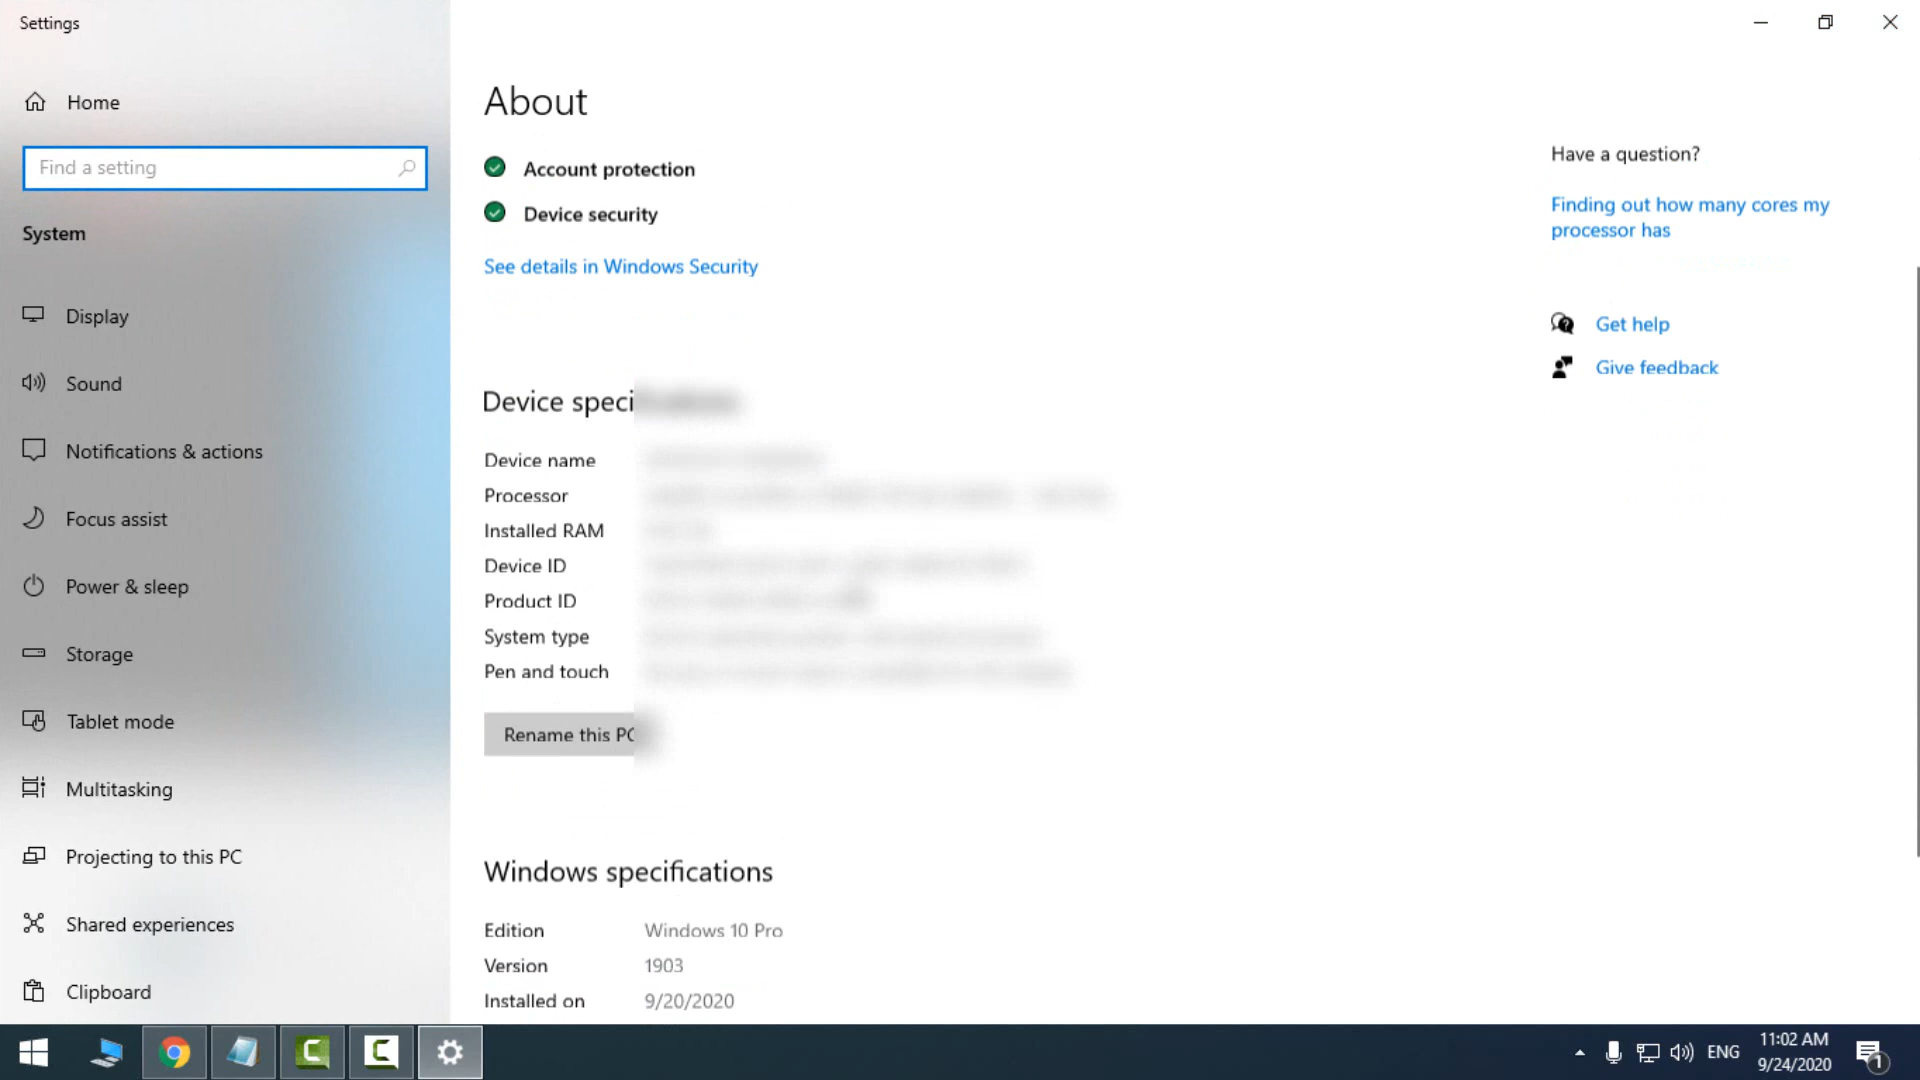 Settings
Home
Find a setting
System
Display
Sound
Notifications & actions
Focus assist
Power & sleep
Storage
Tablet mode
Multitasking
Projecting to this PC
Shared experiences
Clipboard
About
Account protection
Device security
See details in Windows Security
Device speci
Device name
Processor
Installed RAM
Device ID
Product ID
System type
Pen and touch
Rename this PC
Windows specifications
Edition Windows 10 Pro
Version 1903
Installed on 9/20/2020
Have a question?
Finding out how many cores my
processor has
Get help
Give feedback
ENG
11:02 AM
9/24/2020
1